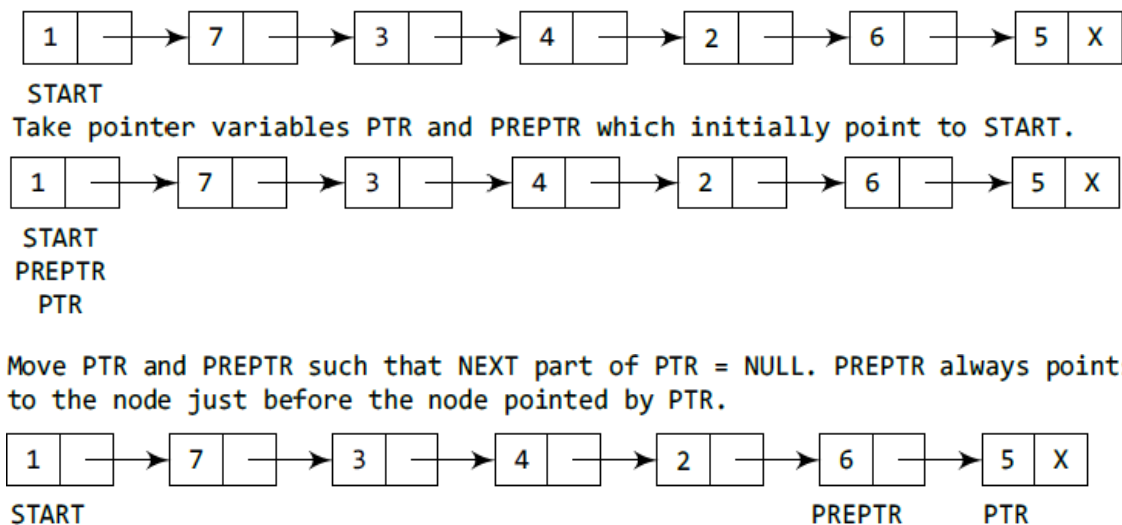 1 7 3 4 2 6 5 X
START
Take pointer variables PTR and PREPTR which initially point to START.
1 7 3 4 2 6 5 X
START
PREPTR
PTR
Move PTR and PREPTR such that NEXT part of PTR = NULL. PREPTR always point
to the node just before the node pointed by PTR.
1 7 3 4 2 6 5 X
START PREPTR PTR